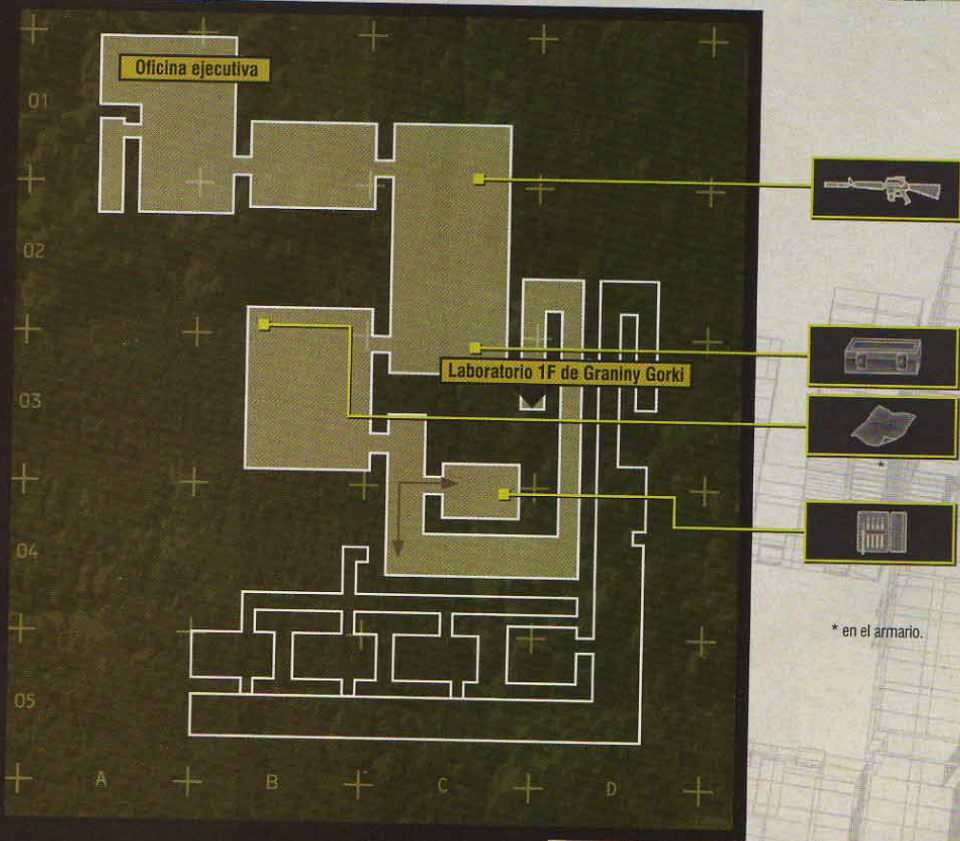 Oficina ejecutiva
01
02
Laboratorio 1F de Graniny Gorki
03
*
04
* en el armario.
05
A B C D